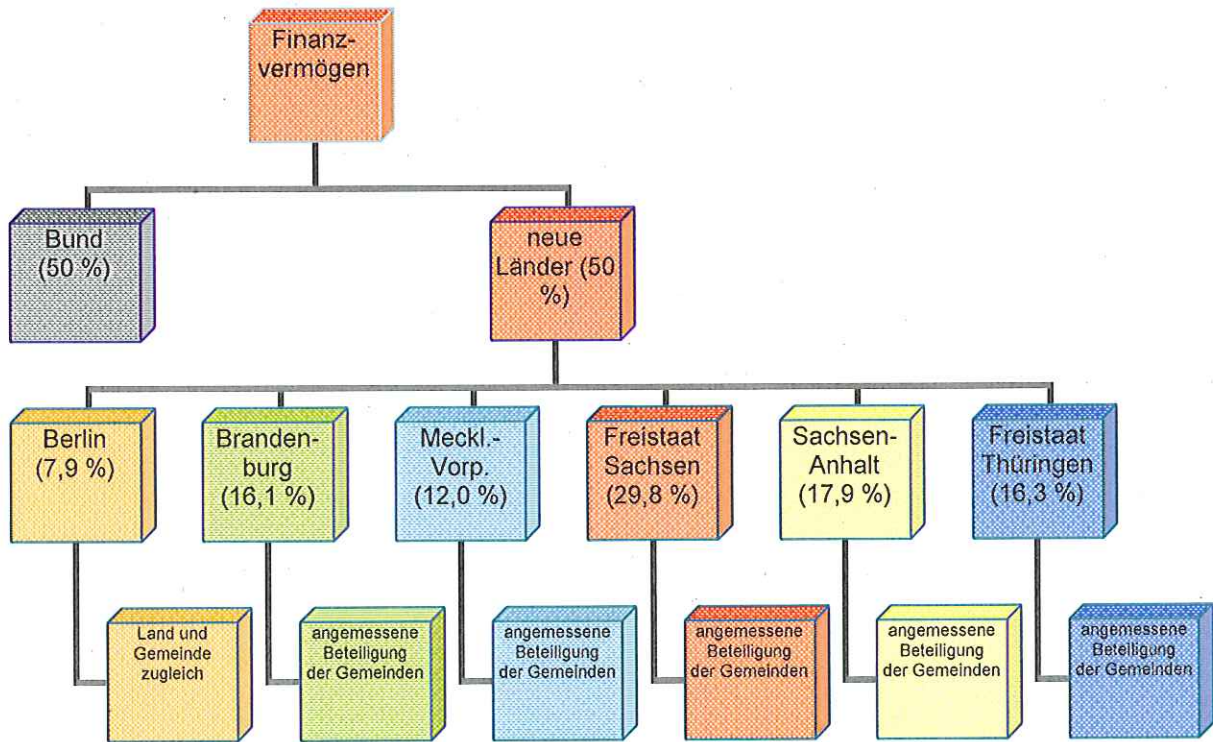 Finanz-
vermögen
Bund
(50 %)
neue
Länder (50
%)
Berlin
(7,9 %)
Branden-
burg
(16,1 %)
Meckl.-
Vorp.
(12,0 %)
Freistaat
Sachsen
(29,8 %)
Sachsen-
Anhalt
(17,9 %)
Freistaat
Thüringen
(16,3 %)
Land und
Gemeinde
zugleich
angemessene
Beteiligung
der Gemeinden
angemessene
Beteiligung
der Gemeinden
angemessene
Beteiligung
der Gemeinden
angemessene
Beteiligung
der Gemeinden
angemessene
Beteiligung
der Gemeinden